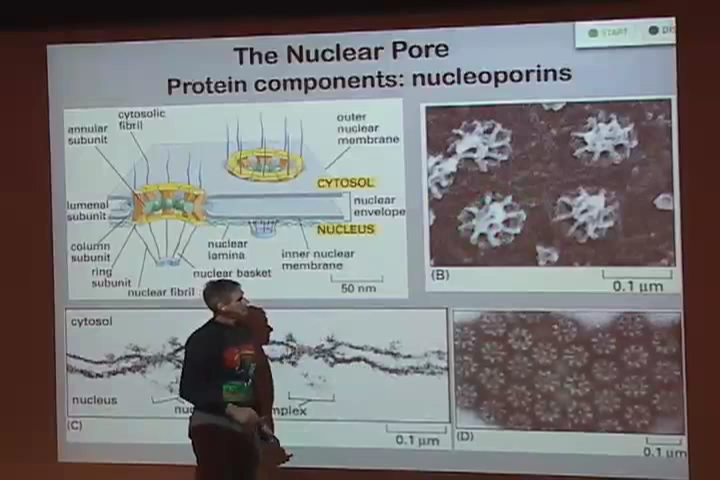 The Nuclear Pore
Protein components: nucleoporins
START
cytosolic
fibril
annular
subunit
outer
nuclear
membrane
CYTOSOL
lumenal
subunit
nuclear
envelope
NUCLEUS
column
subunit
nuclear
lamina
inner nuclear
membrane
ring
subunit
nuclear basket
nuclear fibril
50 nm
(B)
0.1 μm
cytosol
nucleus
(C)
0.1 μm
(D)
0.1 μm